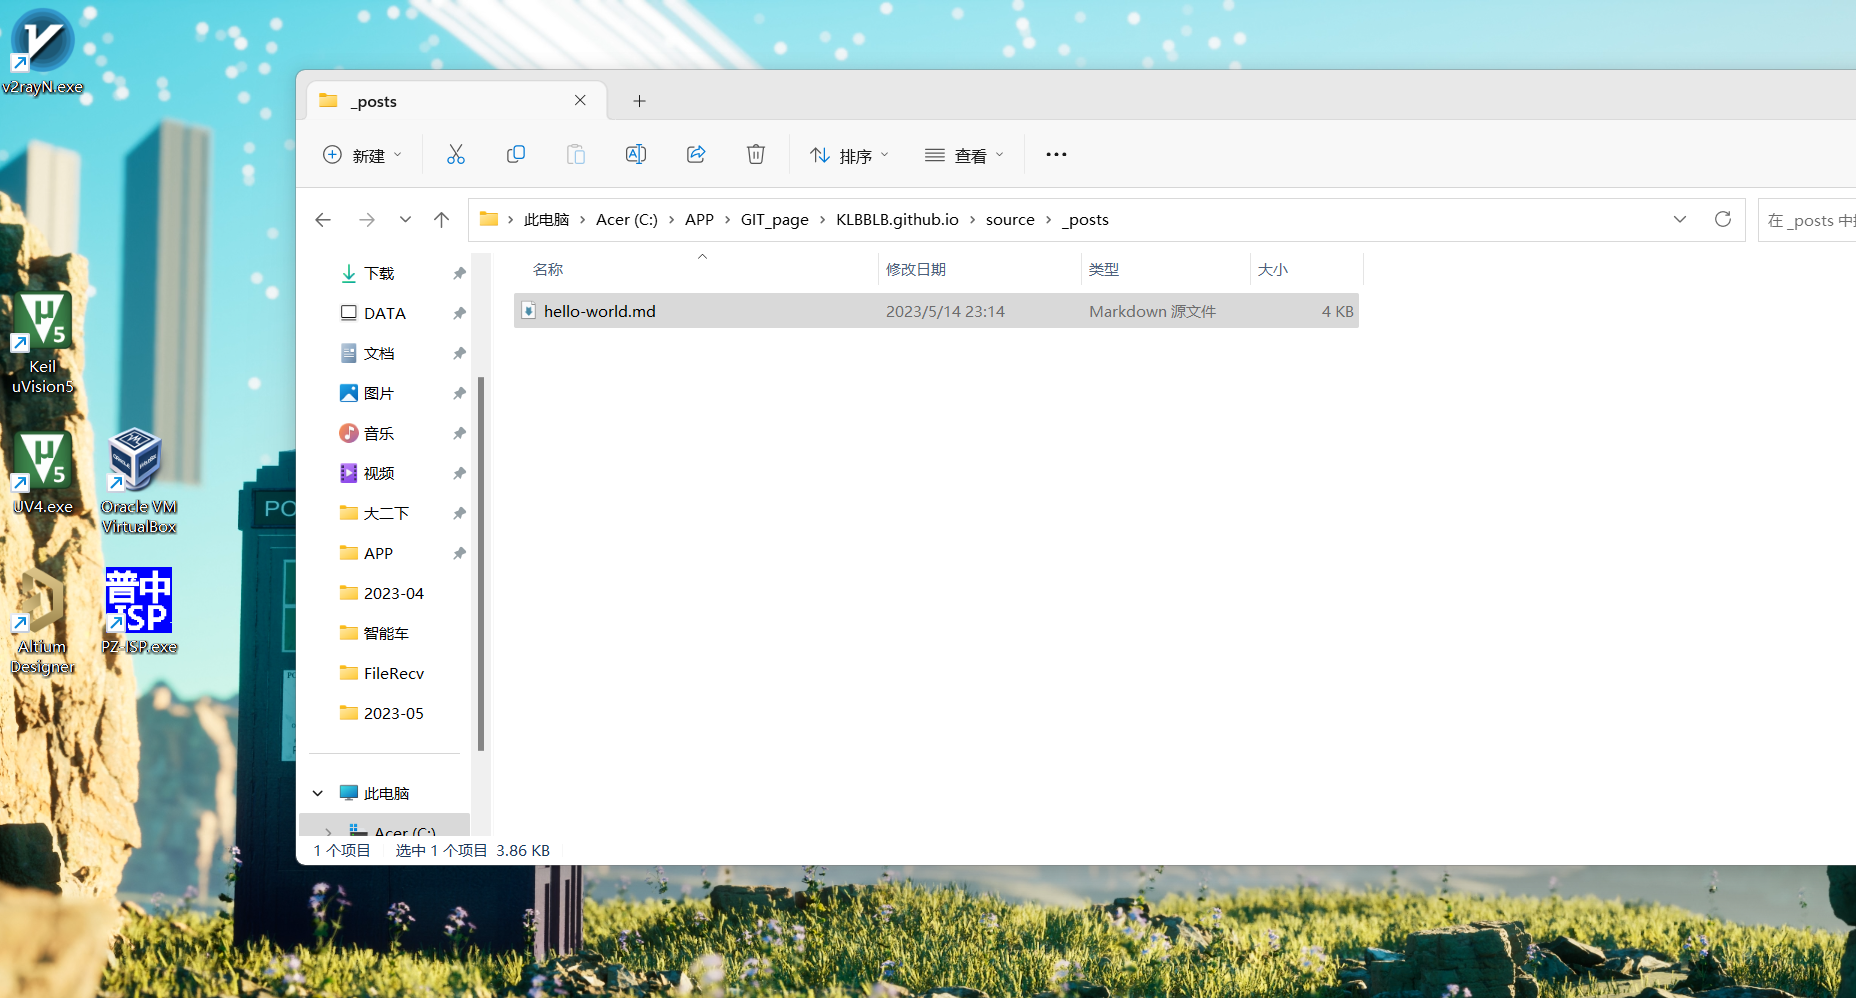 v2rayN.exe
Keil
uVision5
UV4.exe
Oracle VM
VirtualBox
Altium
Designer
普中
ISP
PZ-ISP.exe
_posts
新建
排序
查看
此电脑 Acer (C:) APP GIT_page KLBBLB.github.io source _posts
在 _posts 中
名称 修改日期 类型 大小
hello-world.md 2023/5/14 23:14 Markdown 源文件 4 KB
下载
DATA
文档
图片
音乐
视频
大二下
APP
2023-04
智能车
FileRecv
2023-05
此电脑
Acer (C:)
1 个项目 选中 1 个项目 3.86 KB
PO